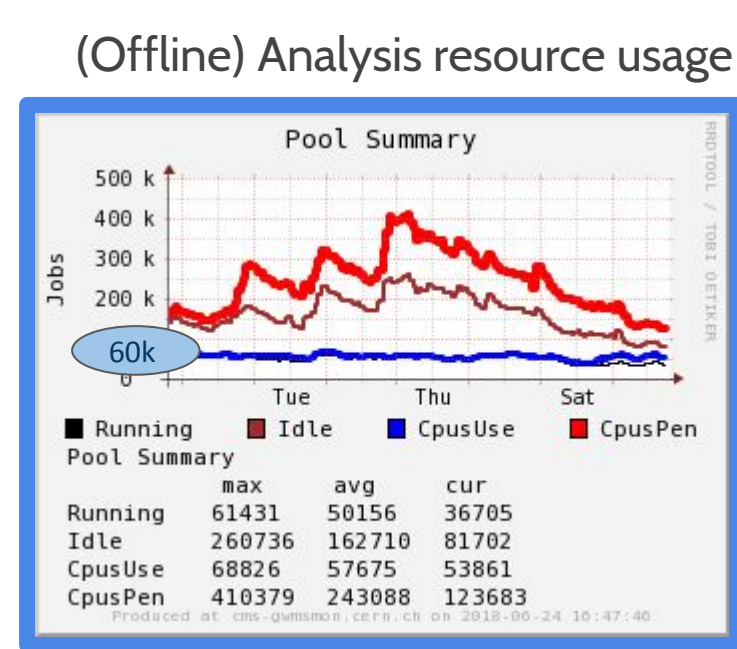 (Offline) Analysis resource usage
Pool Summary
RRDTOOL / TOBI OETIKER
500 k
400 k
300 k
200 k
60k
0
Jobs
Tue Thu Sat
Running Idle CpusUse CpusPen
Pool Summary
max avg cur
Running 61431 50156 36705
Idle 260736 162710 81702
CpusUse 68826 57675 53861
CpusPen 410379 243088 123683
Produced at cms-gwmsmon.cern.ch on 2018-06-24 16:47:46